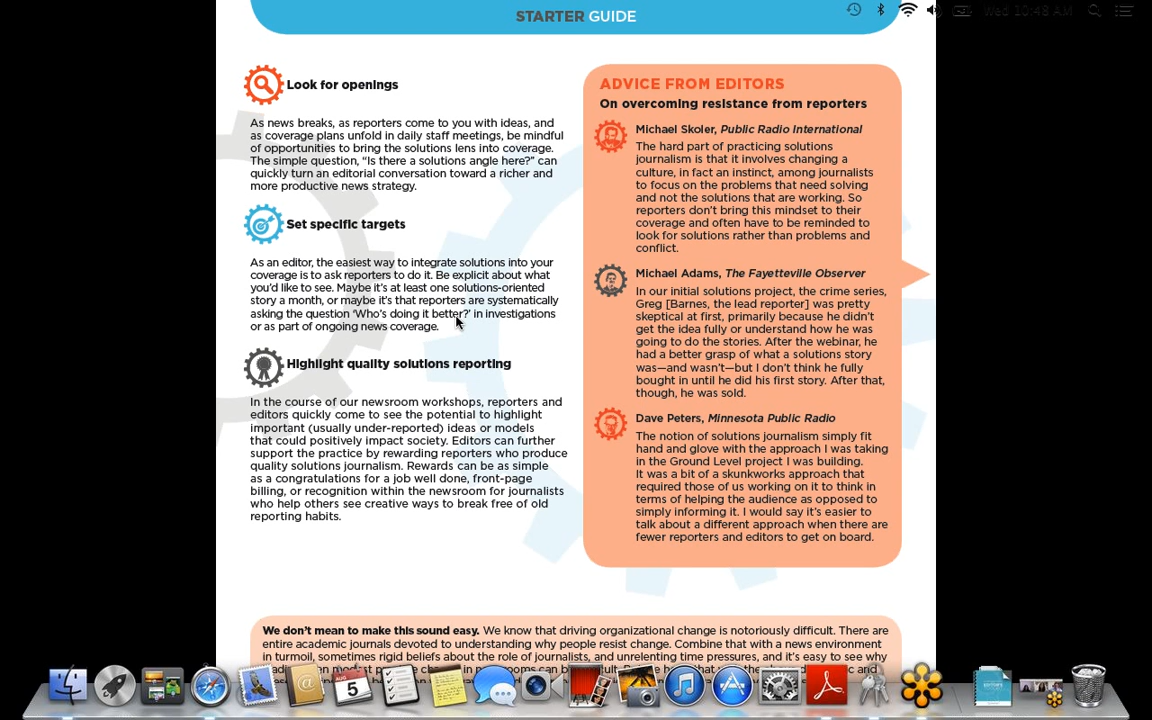 STARTER GUIDE
Wed 10:48 AM
Look for openings
As news breaks, as reporters come to you with ideas, and
as coverage plans unfold in daily staff meetings, be mindful
of opportunities to bring the solutions lens into coverage.
The simple question, “Is there a solutions angle here?” can
quickly turn an editorial conversation toward a richer and
more productive news strategy.
Set specific targets
As an editor, the easiest way to integrate solutions into your
coverage is to ask reporters to do it. Be explicit about what
you’d like to see. Maybe it’s at least one solutions-oriented
story a month, or maybe it’s that reporters are systematically
asking the question ‘Who’s doing it better?’ in investigations
or as part of ongoing news coverage.
Highlight quality solutions reporting
In the course of our newsroom workshops, reporters and
editors quickly come to see the potential to highlight
important (usually under-reported) ideas or models
that could positively impact society. Editors can further
support the practice by rewarding reporters who produce
quality solutions journalism. Rewards can be as simple
as a congratulations for a job well done, front-page
billing, or recognition within the newsroom for journalists
who help others see creative ways to break free of old
reporting habits.
ADVICE FROM EDITORS
On overcoming resistance from reporters
Michael Skoler, Public Radio International
The hard part of practicing solutions
journalism is that it involves changing a
culture, in fact an instinct, among journalists
to focus on the problems that need solving
and not the solutions that are working. So
reporters don’t bring this mindset to their
coverage and often have to be reminded to
look for solutions rather than problems and
conflict.
Michael Adams, The Fayetteville Observer
In our initial solutions project, the crime series,
Greg [Barnes, the lead reporter] was pretty
skeptical at first, primarily because he didn’t
get the idea fully or understand how he was
going to do the stories. After the webinar, he
had a better grasp of what a solutions story
was—and wasn’t—but I don’t think he fully
bought in until he did his first story. After that,
though, he was sold.
Dave Peters, Minnesota Public Radio
The notion of solutions journalism simply fit
hand and glove with the approach I was taking
in the Ground Level project I was building.
It was a bit of a skunkworks approach that
required those of us working on it to think in
terms of helping the audience as opposed to
simply informing it. I would say it’s easier to
talk about a different approach when there are
fewer reporters and editors to get on board.
We don’t mean to make this sound easy. We know that driving organizational change is notoriously difficult. There are
entire academic journals devoted to understanding why people resist change. Combine that with a news environment
in turmoil, sometimes rigid beliefs about the role of journalists, and unrelenting time pressures, and it’s easy to see why
AUG
5